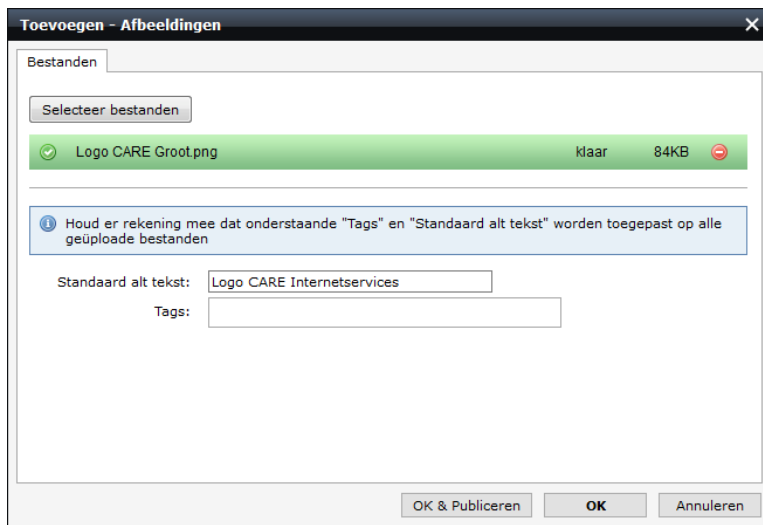 Toevoegen - Afbeeldingen
Bestanden
Selecteer bestanden
Logo CARE Groot.png klaar 84KB
Houd er rekening mee dat onderstaande "Tags" en "Standaard alt tekst" worden toegepast op alle
geüploade bestanden
Standaard alt tekst: Logo CARE Internetservices
Tags:
OK & Publiceren OK Annuleren